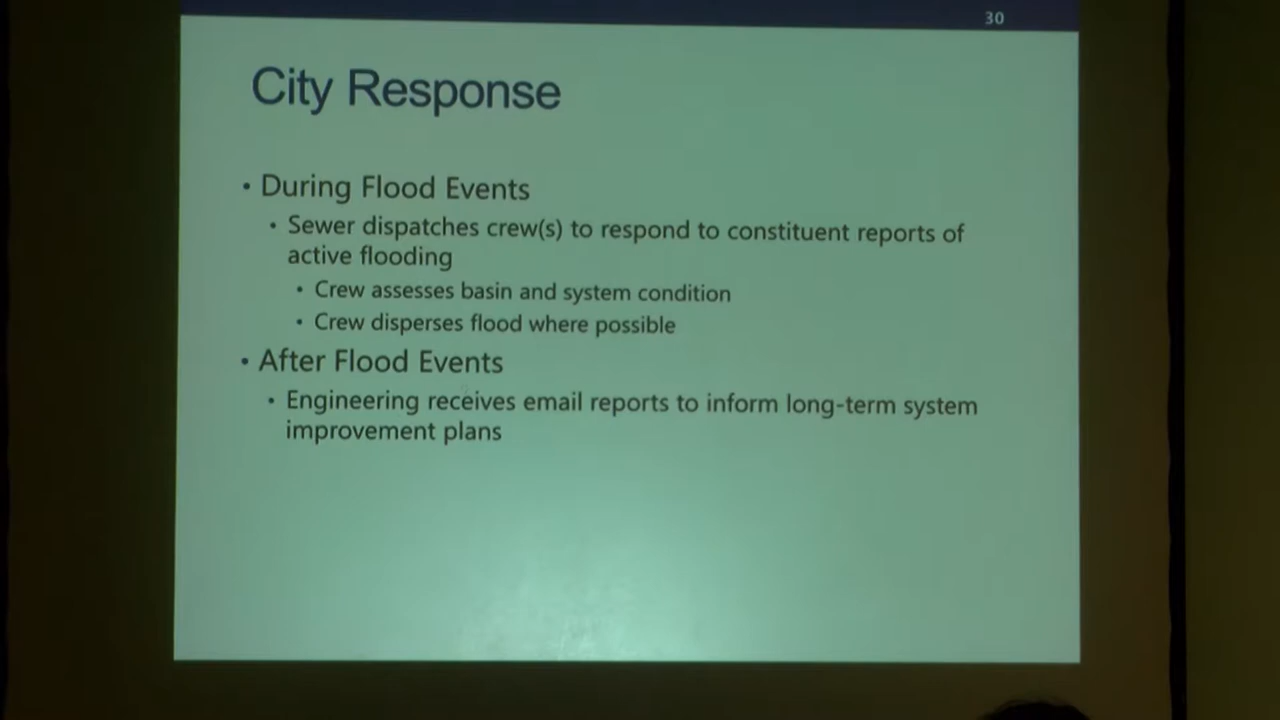 30
City Response
• During Flood Events
• Sewer dispatches crew(s) to respond to constituent reports of
active flooding
• Crew assesses basin and system condition
• Crew disperses flood where possible
• After Flood Events
• Engineering receives email reports to inform long-term system
improvement plans